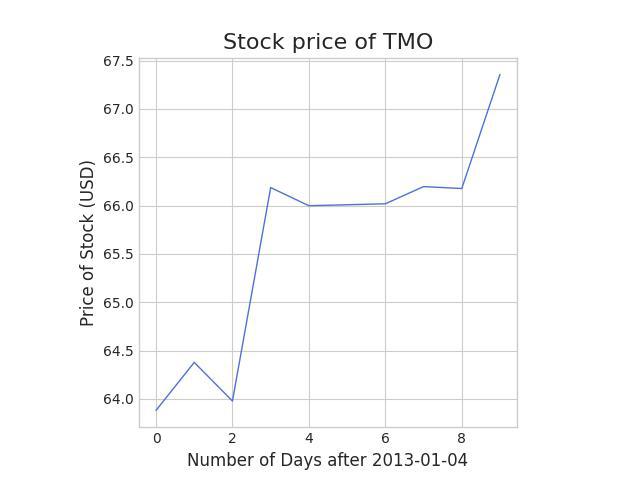 Stock price of TMO
67.5
67.0
66.5
66.0
65.5
65.0
64.5
64.0
Price of Stock (USD)
0 2 4 6 8
Number of Days after 2013-01-04